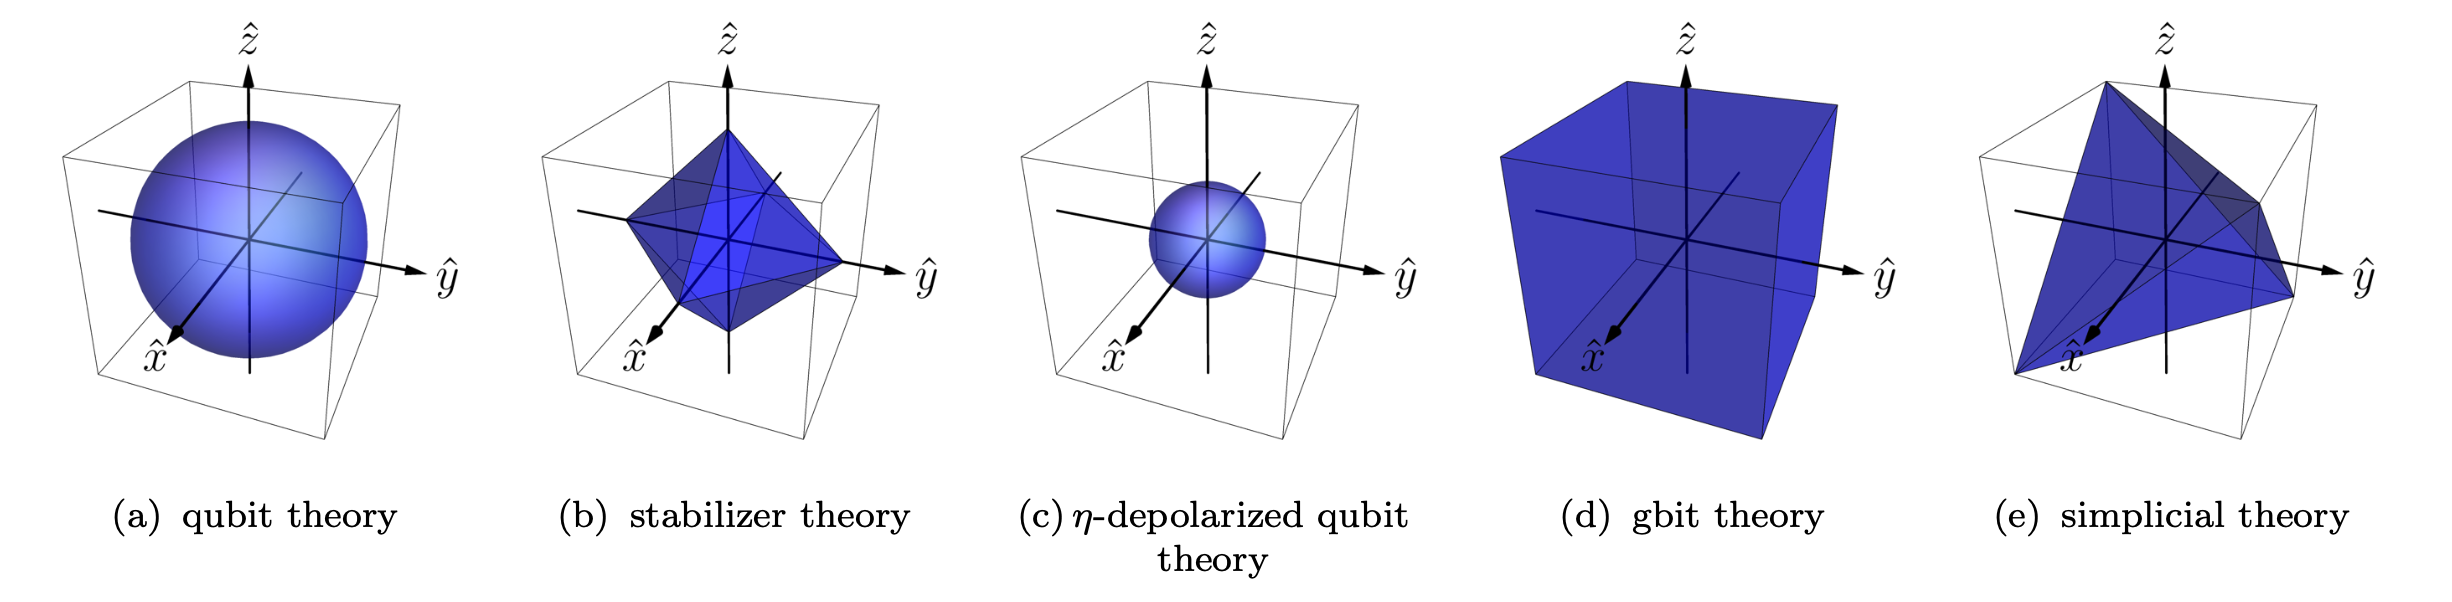 ẑ ẑ ẑ ẑ ẑ
ŷ ŷ ŷ ŷ ŷ
x̂ x̂ x̂ x̂ x̂
(a) qubit theory
(b) stabilizer theory
(c) η-depolarized qubit
theory
(d) gbit theory
(e) simplicial theory